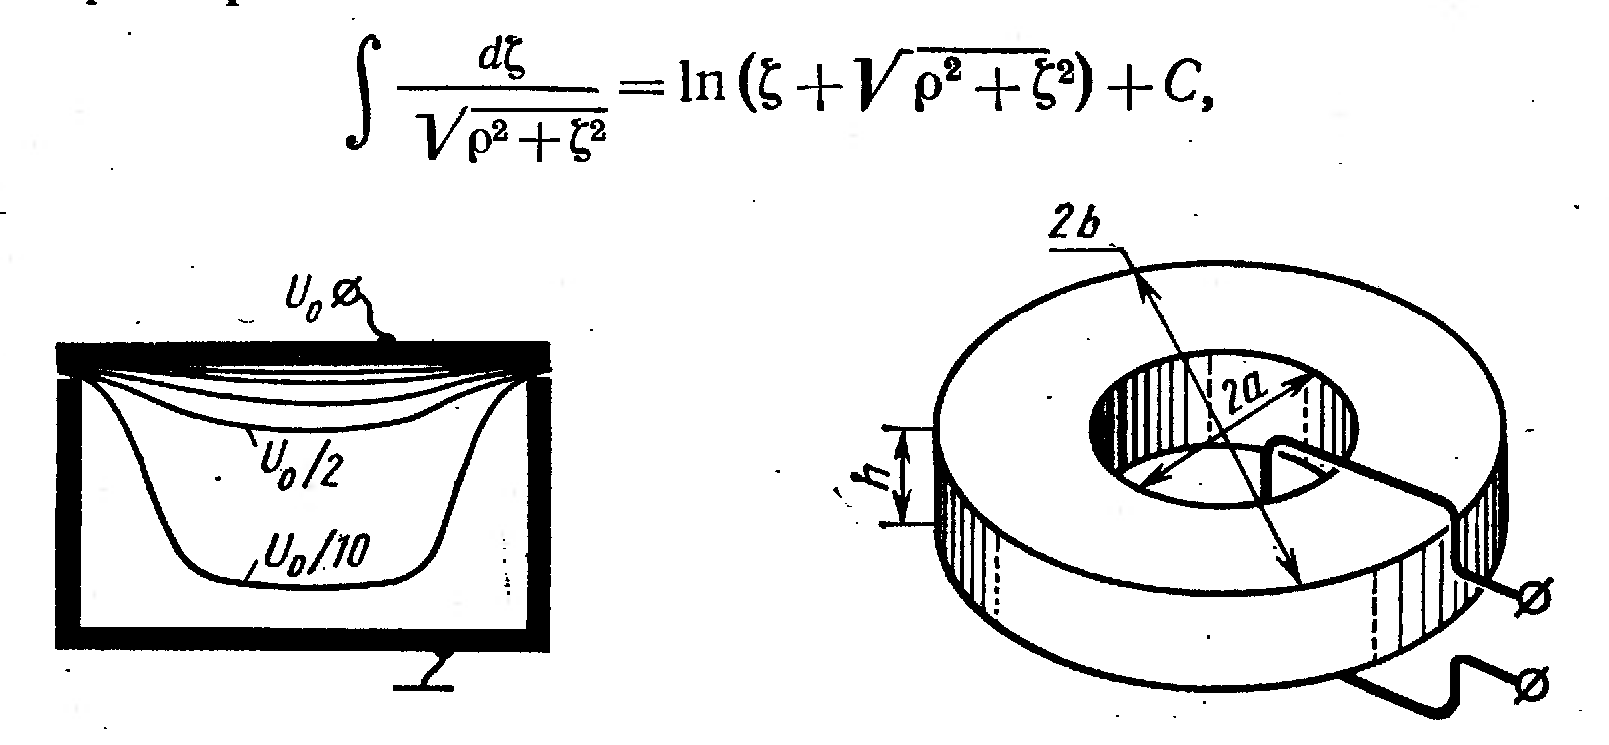 ∫ dζ / √(ρ² + ζ²) = ln (ζ + √(ρ² + ζ²)) + C,
2b
U₀
2a
U₀/2
h
U₀/10